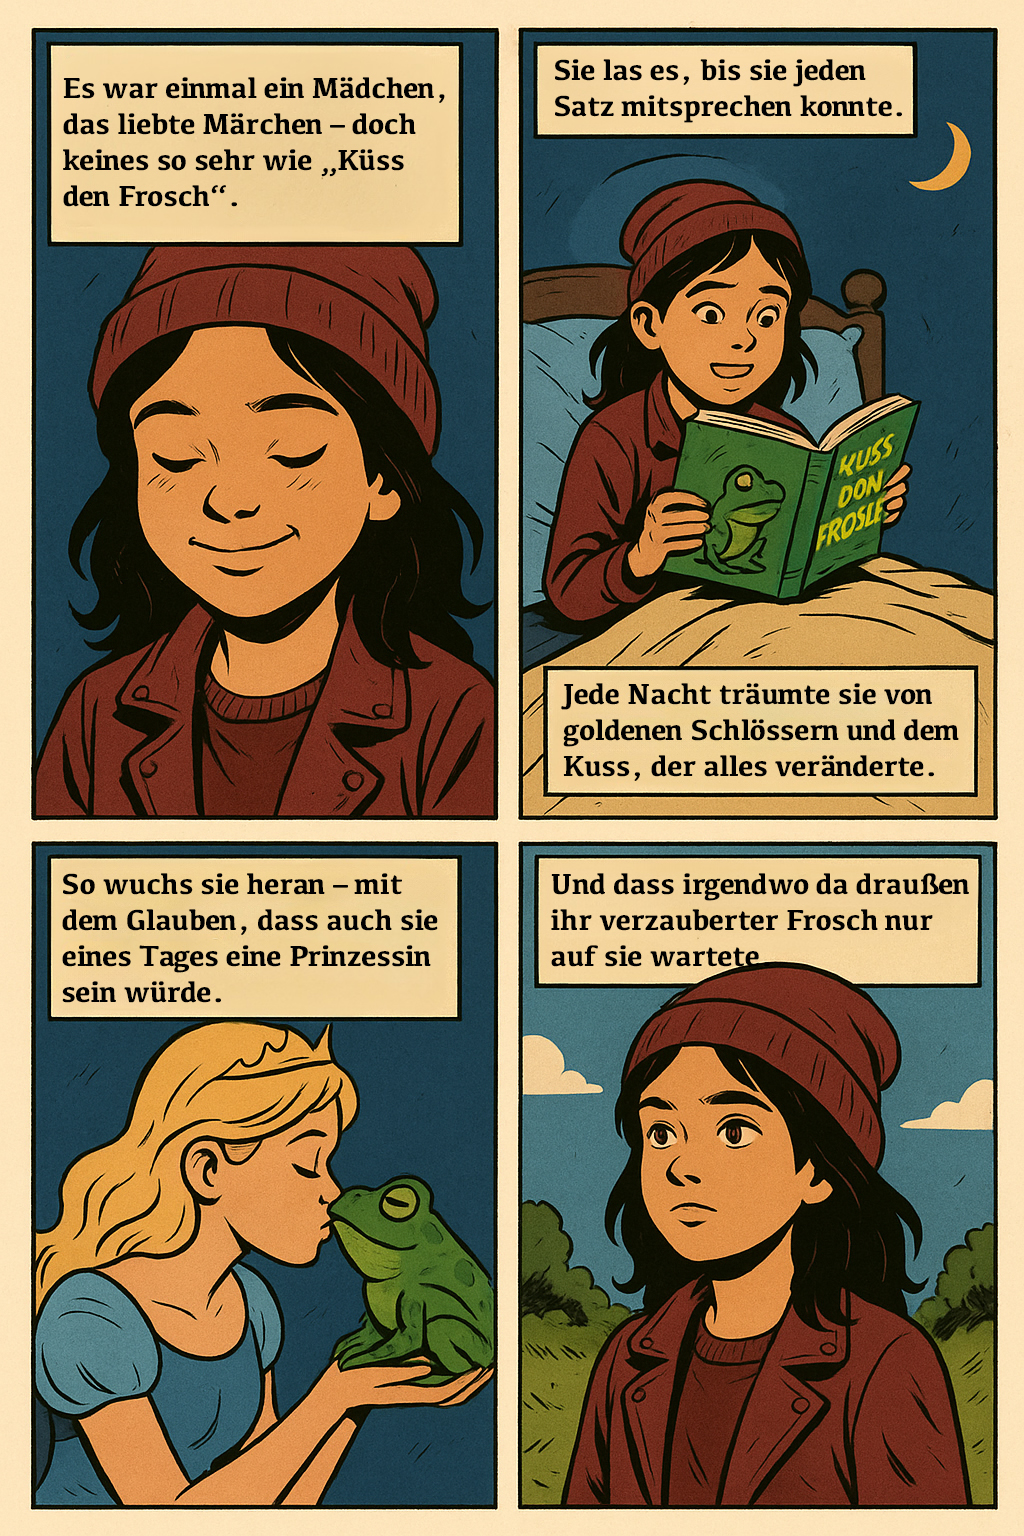 Es war einmal ein Mädchen,
das liebte Märchen – doch
keines so sehr wie „Küss
den Frosch“.
Sie las es, bis sie jeden
Satz mitsprechen konnte.
KUSS
DON
FROSLE
Jede Nacht träumte sie von
goldenen Schlössern und dem
Kuss, der alles veränderte.
So wuchs sie heran – mit
dem Glauben, dass auch sie
eines Tages eine Prinzessin
sein würde.
Und dass irgendwo da draußen
ihr verzauberter Frosch nur
auf sie wartete